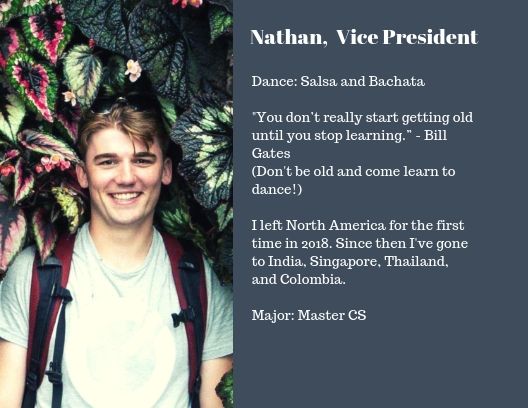 Nathan, Vice President
Dance: Salsa and Bachata
"You don't really start getting old
until you stop learning." - Bill
Gates
(Don't be old and come learn to
dance!)
I left North America for the first
time in 2018. Since then I've gone
to India, Singapore, Thailand,
and Colombia.
Major: Master CS